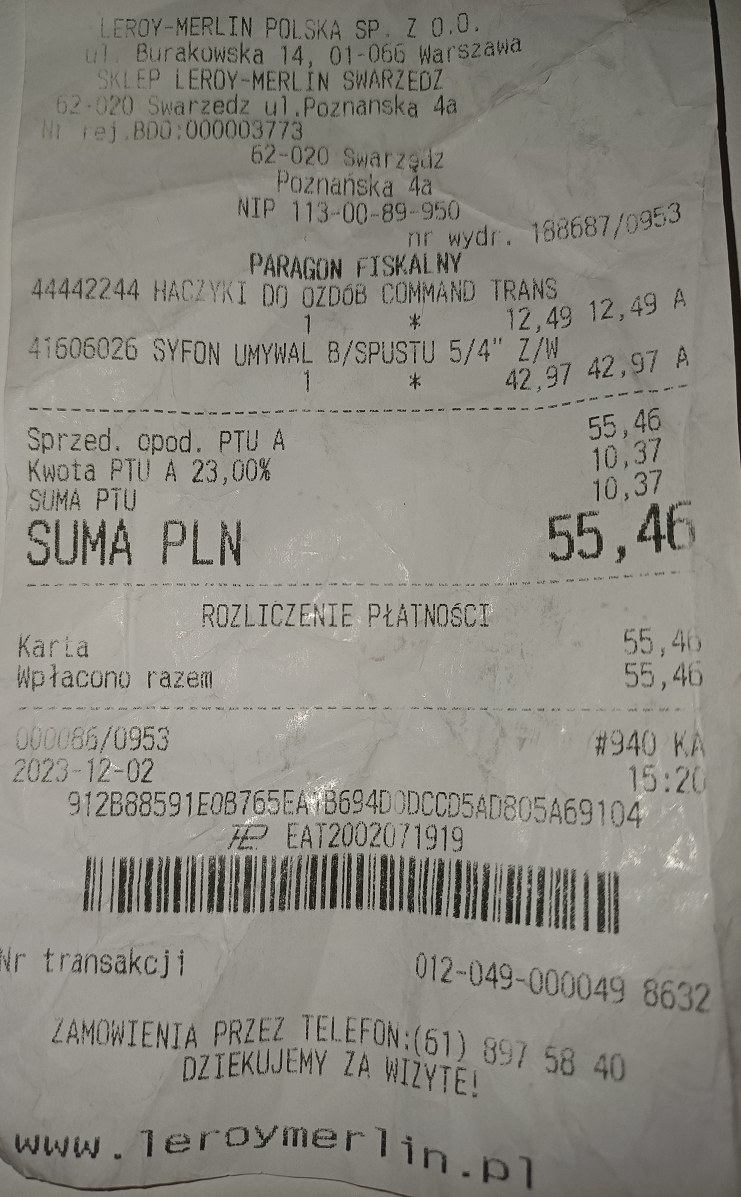 LEROY-MERLIN POLSKA SP. Z O.O.
ul. Burakowska 14, 01-066 Warszawa
SKLEP LEROY-MERLIN SWARZEDZ
62-020 Swarzedz ul.Poznanska 4a
Nr rej.BDO:000003773
62-020 Swarzędz
Poznańska 4a
NIP 113-00-89-950
nr wydr. 188687/0953
PARAGON FISKALNY
44442244 HACZYKI DO OZDÓB COMMAND TRANS
1 * 12,49 12,49 A
41606026 SYFON UMYWAL B/SPUSTU 5/4" Z/W
1 * 42,97 42,97 A
Sprzed. opod. PTU A 55,46
Kwota PTU A 23,00% 10,37
SUMA PTU 10,37
SUMA PLN 55,46
ROZLICZENIE PŁATNOŚCI
Karta 55,46
Wpłacono razem 55,46
000086/0953 #940 KA
2023-12-02 15:20
EAT2002071919
Nr transakcji 012-049-000049 8632
ZAMOWIENIA PRZEZ TELEFON:(61) 897 58 40
DZIEKUJEMY ZA WIZYTE!
www.leroymerlin.pl